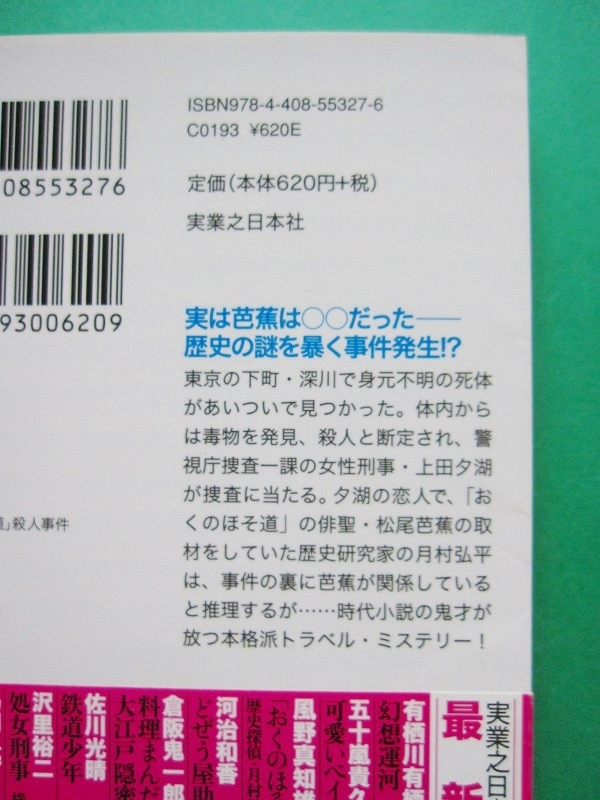 ISBN978-4-408-55327-6
C0193 ¥620E
定価(本体620円+税)
実業之日本社
08553276
93006209
実は芭蕉は○○だった――
歴史の謎を暴く事件発生!?
東京の下町・深川で身元不明の死体
があいついで見つかった。体内から
は毒物を発見、殺人と断定され、警
視庁捜査一課の女性刑事・上田夕湖
が捜査に当たる。夕湖の恋人で、「お
くのほそ道」の俳聖・松尾芭蕉の取
材をしていた歴史研究家の月村弘平
は、事件の裏に芭蕉が関係している
と推理するが……時代小説の鬼才が
放つ本格派トラベル・ミステリー!
」殺人事件
実業之日
最新
有栖川有栖
幻想運河
五十嵐貴久
可愛いベイ
風野真知雄
「おくのほそ
歴史探偵・月村
河治和香
どぜう屋助
倉阪鬼一郎
料理まんだ
大江戸隠密
佐川光晴
鉄道少年
沢里裕二
処女刑事